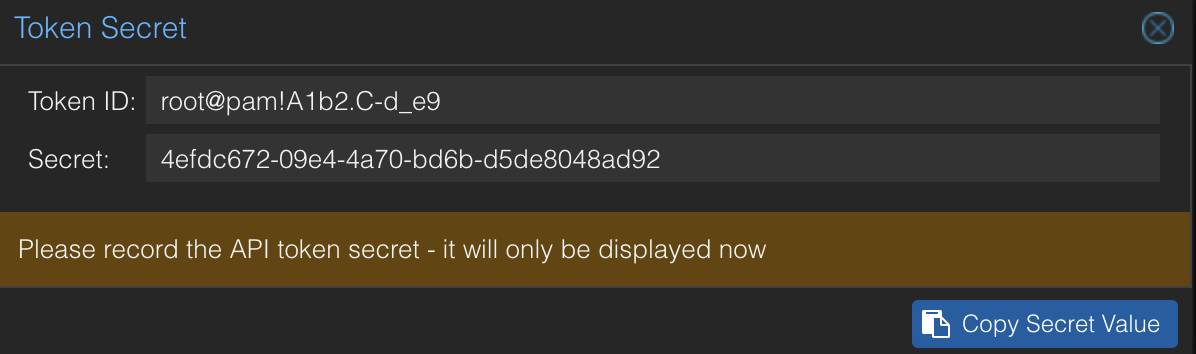 Token Secret
Token ID: root@pam!A1b2.C-d_e9
Secret: 4efdc672-09e4-4a70-bd6b-d5de8048ad92
Please record the API token secret - it will only be displayed now
Copy Secret Value